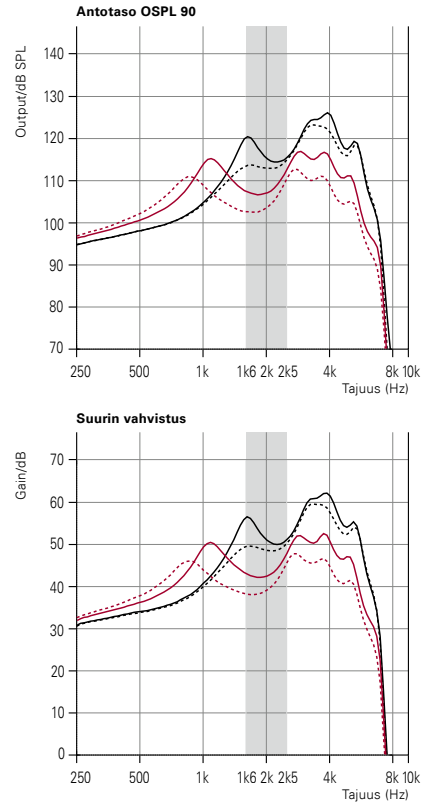 Antotaso OSPL 90
Output/dB SPL
140
130
120
110
100
90
80
70
250 500 1k 1k6 2k 2k5 4k 8k 10k
Tajuus (Hz)
Suurin vahvistus
Gain/dB
70
60
50
40
30
20
10
0
250 500 1k 1k6 2k 2k5 4k 8k 10k
Tajuus (Hz)